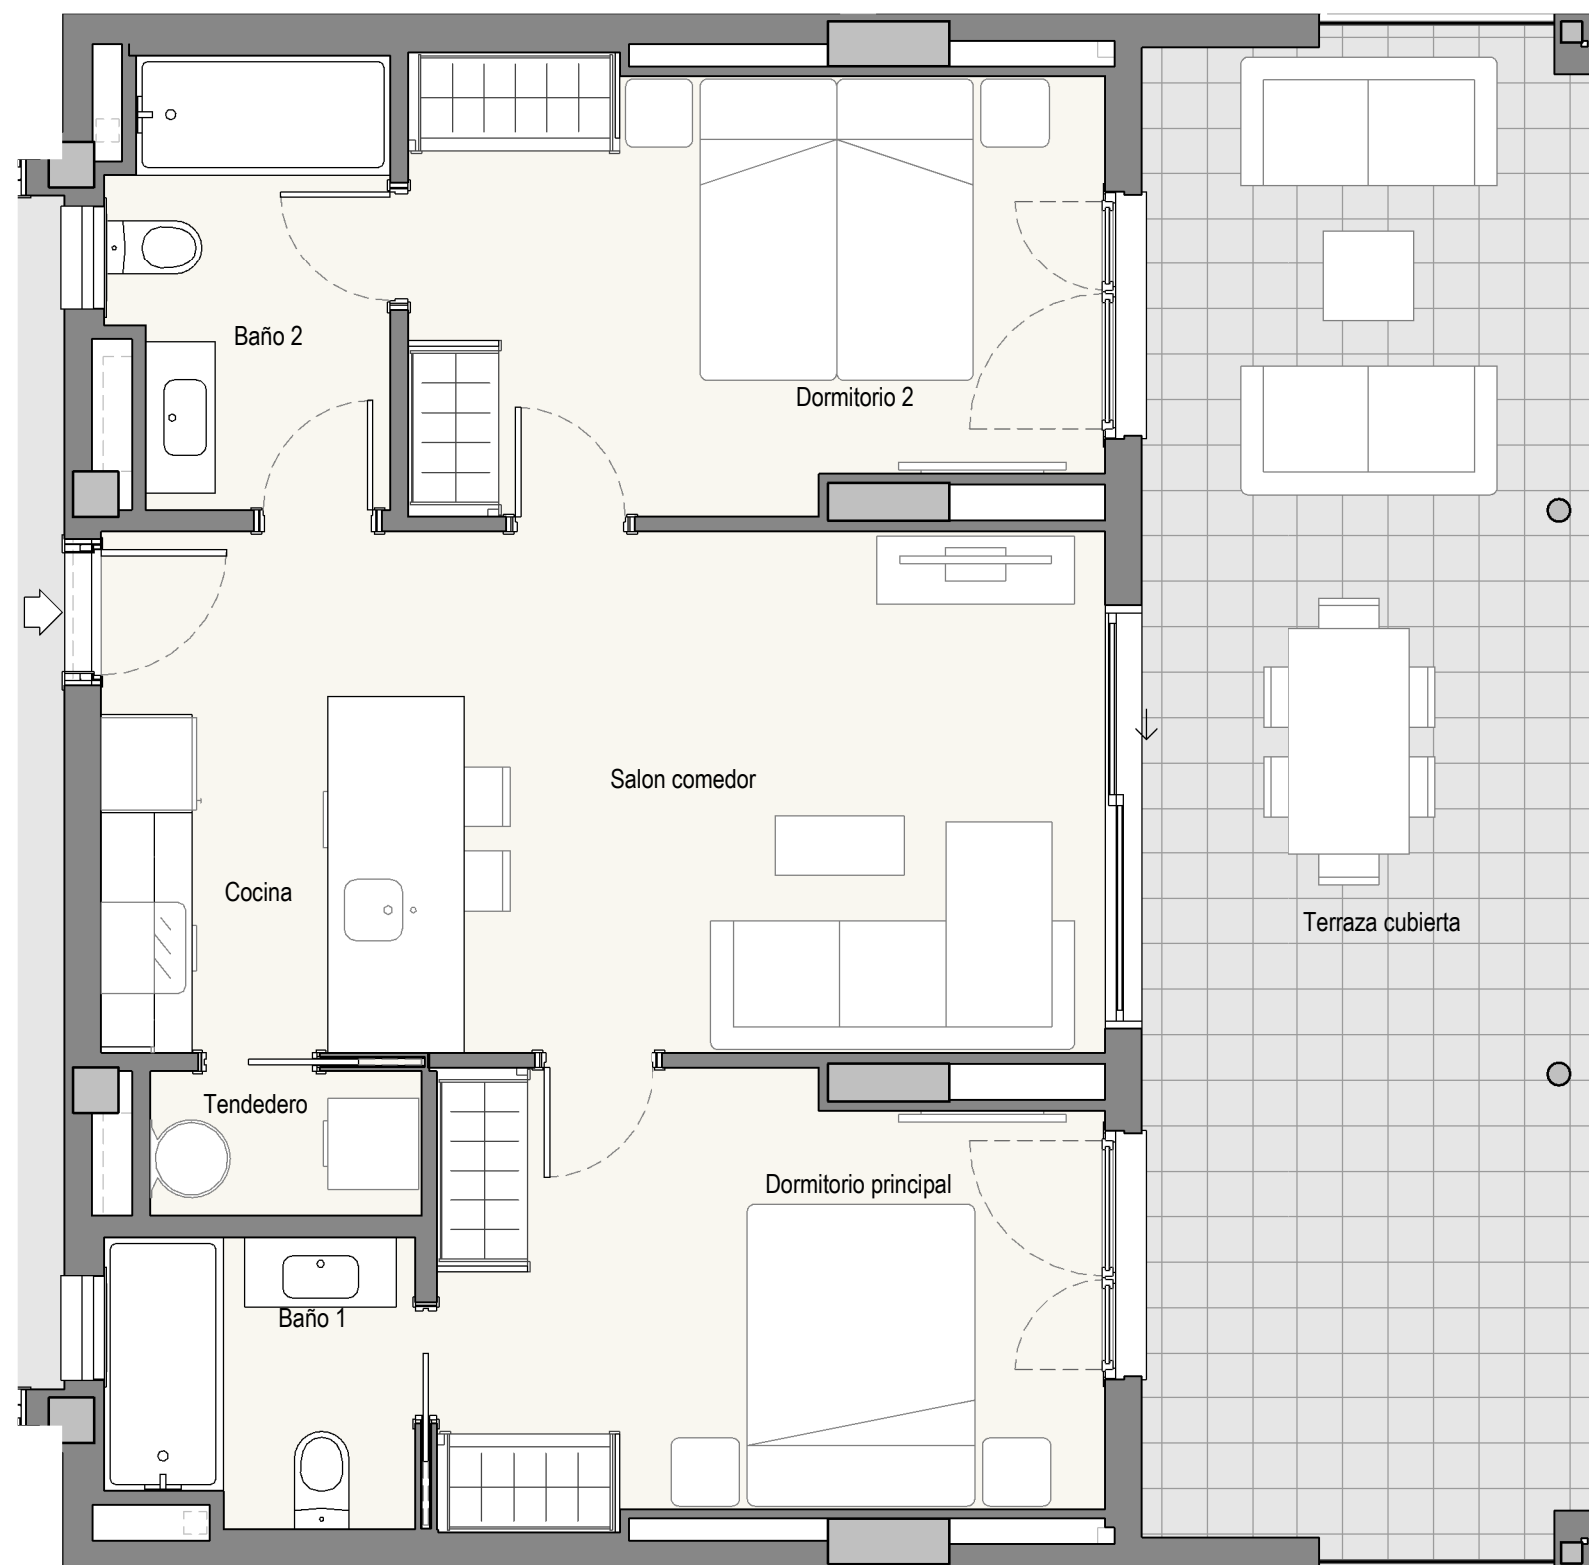 Baño 2
Dormitorio 2
Salon comedor
Cocina
Terraza cubierta
Tendedero
Dormitorio principal
Baño 1